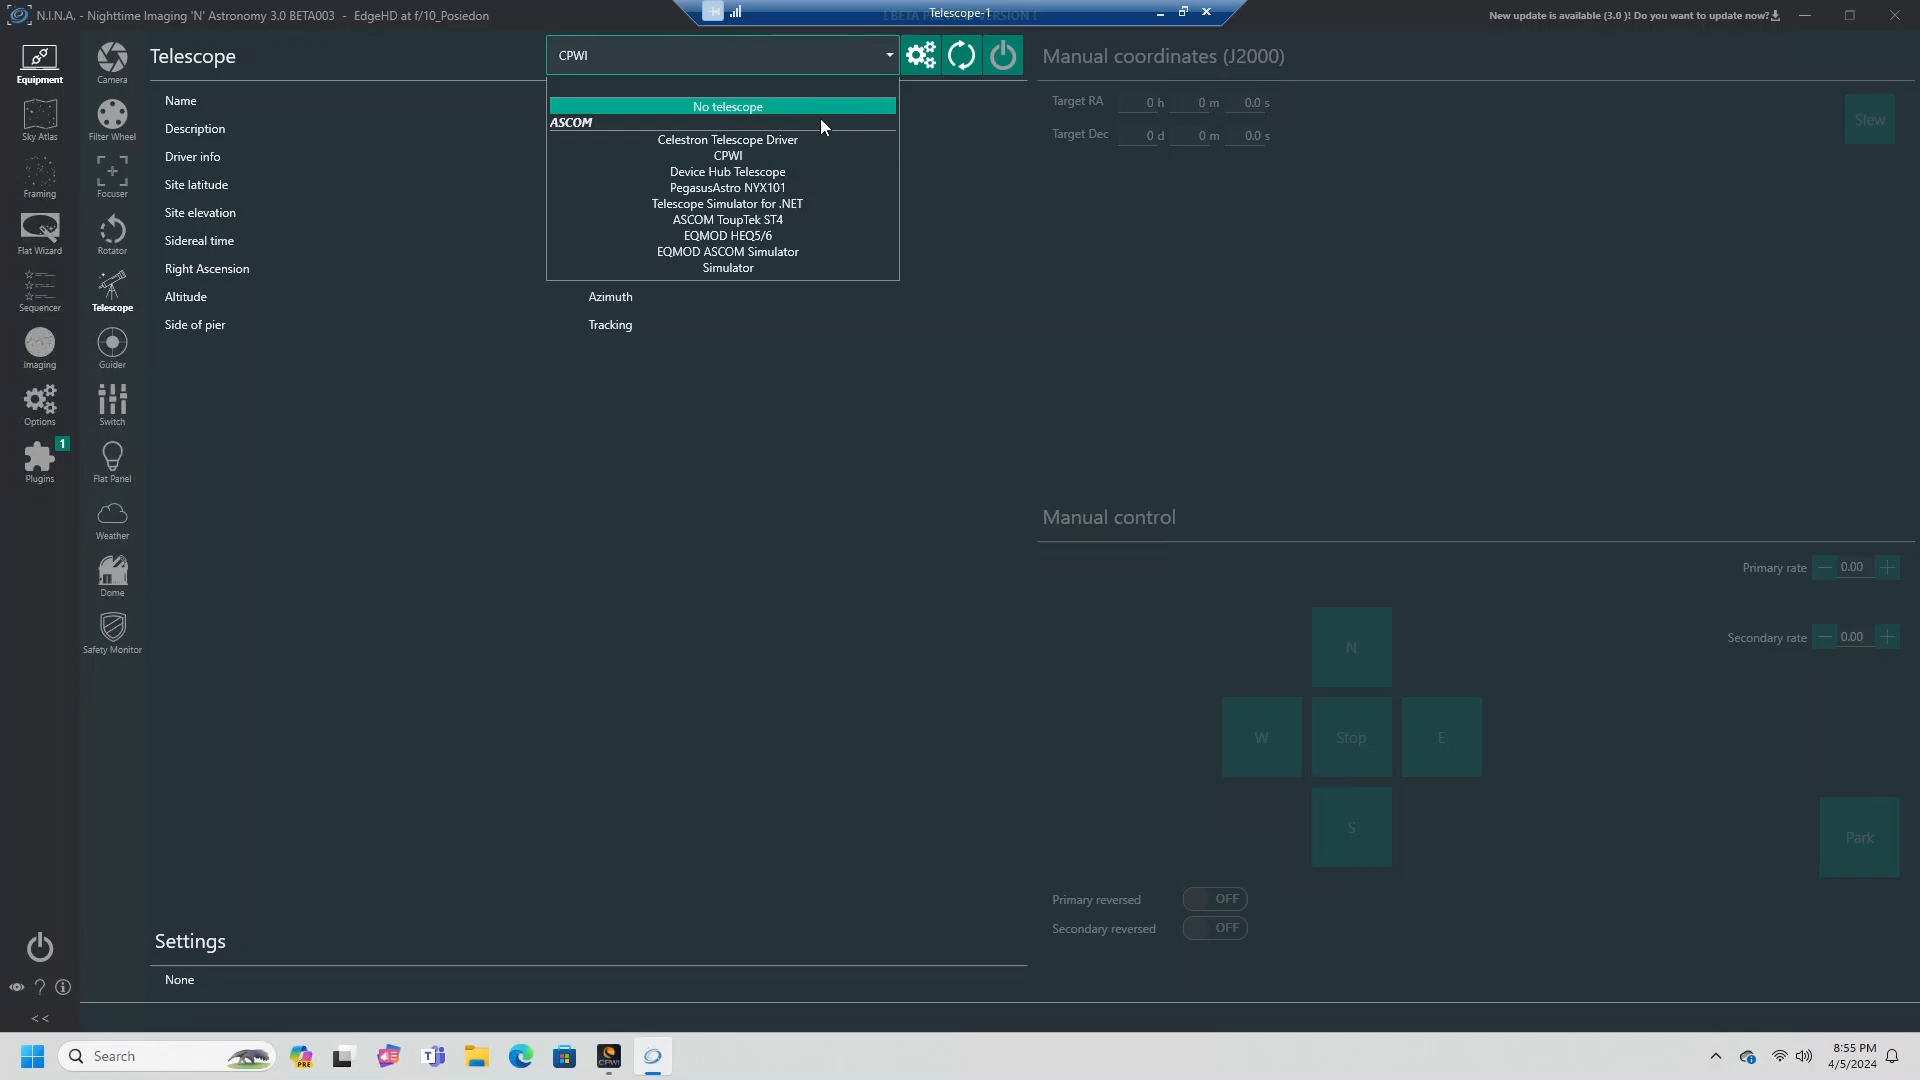 N.I.N.A. - Nighttime Imaging 'N' Astronomy 3.0 BETA003 - EdgeHD at f/10_Posiedon
Telescope-1
New update is available (3.0 )! Do you want to update now?
Equipment
Sky Atlas
Framing
Flat Wizard
Sequencer
Imaging
Options
1
Plugins
<<
Camera
Filter Wheel
Focuser
Rotator
Telescope
Guider
Switch
Flat Panel
Weather
Dome
Safety Monitor
Telescope
CPWI
No telescope
ASCOM
Celestron Telescope Driver
CPWI
Device Hub Telescope
PegasusAstro NYX101
Telescope Simulator for .NET
ASCOM ToupTek ST4
EQMOD HEQ5/6
EQMOD ASCOM Simulator
Simulator
Name
Description
Driver info
Site latitude
Site elevation
Sidereal time
Right Ascension
Altitude
Azimuth
Side of pier
Tracking
Settings
None
Manual coordinates (J2000)
Target RA 0 h 0 m 0.0 s
Target Dec 0 d 0 m 0.0 s
Slew
Manual control
Primary rate 0.00
Secondary rate 0.00
N
W
Stop
E
S
Park
Primary reversed OFF
Secondary reversed OFF
Search
PRE
CPWI
8:55 PM
4/5/2024